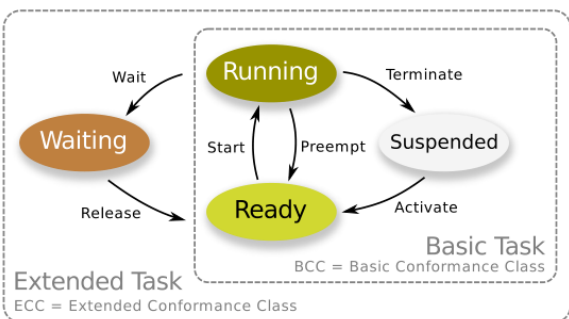 Running
Wait
Terminate
Waiting
Suspended
Start
Preempt
Release
Ready
Activate
Basic Task
BCC = Basic Conformance Class
Extended Task
ECC = Extended Conformance Class